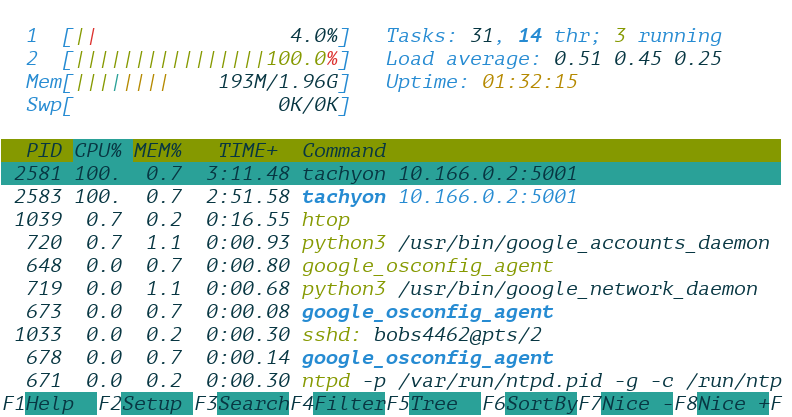 1 [|| 4.0%] Tasks: 31, 14 thr; 3 running
2 [||||||||||||||||100.0%] Load average: 0.51 0.45 0.25
Mem[|||||||| 193M/1.96G] Uptime: 01:32:15
Swp[ 0K/0K]
PID CPU% MEM% TIME+ Command
2581 100. 0.7 3:11.48 tachyon 10.166.0.2:5001
2583 100. 0.7 2:51.58 tachyon 10.166.0.2:5001
1039 0.7 0.2 0:16.55 htop
720 0.7 1.1 0:00.93 python3 /usr/bin/google_accounts_daemon
648 0.0 0.7 0:00.80 google_osconfig_agent
719 0.0 1.1 0:00.68 python3 /usr/bin/google_network_daemon
673 0.0 0.7 0:00.08 google_osconfig_agent
1033 0.0 0.2 0:00.30 sshd: bobs4462@pts/2
678 0.0 0.7 0:00.14 google_osconfig_agent
671 0.0 0.2 0:00.30 ntpd -p /var/run/ntpd.pid -g -c /run/ntp
F1Help F2Setup F3SearchF4FilterF5Tree F6SortByF7Nice -F8Nice +F